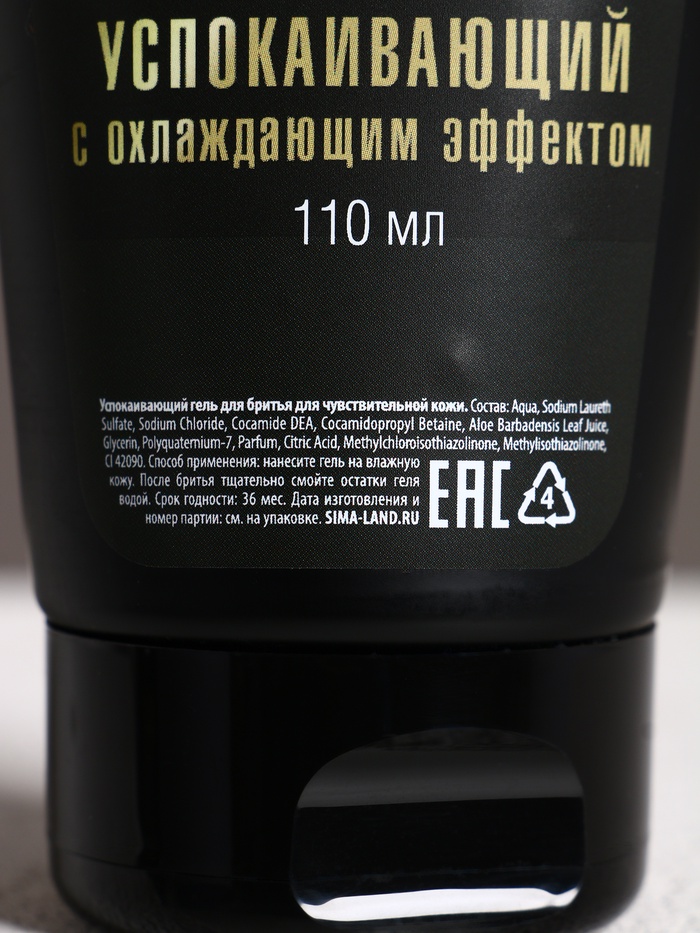 УСПОКАИВАЮЩИЙ
с охлаждающим эффектом
110 мл
Успокаивающий гель для бритья для чувствительной кожи. Состав: Aqua, Sodium Laureth
Sulfate, Sodium Chloride, Cocamide DEA, Cocamidopropyl Betaine, Aloe Barbadensis Leaf Juice,
Glycerin, Polyquaternium-7, Parfum, Citric Acid, Methylchloroisothiazolinone, Methylisothiazolinone,
CI 42090. Способ применения: нанесите гель на влажную
кожу. После бритья тщательно смойте остатки геля
водой. Срок годности: 36 мес. Дата изготовления и
номер партии: см. на упаковке. SIMA-LAND.RU
EAC
4